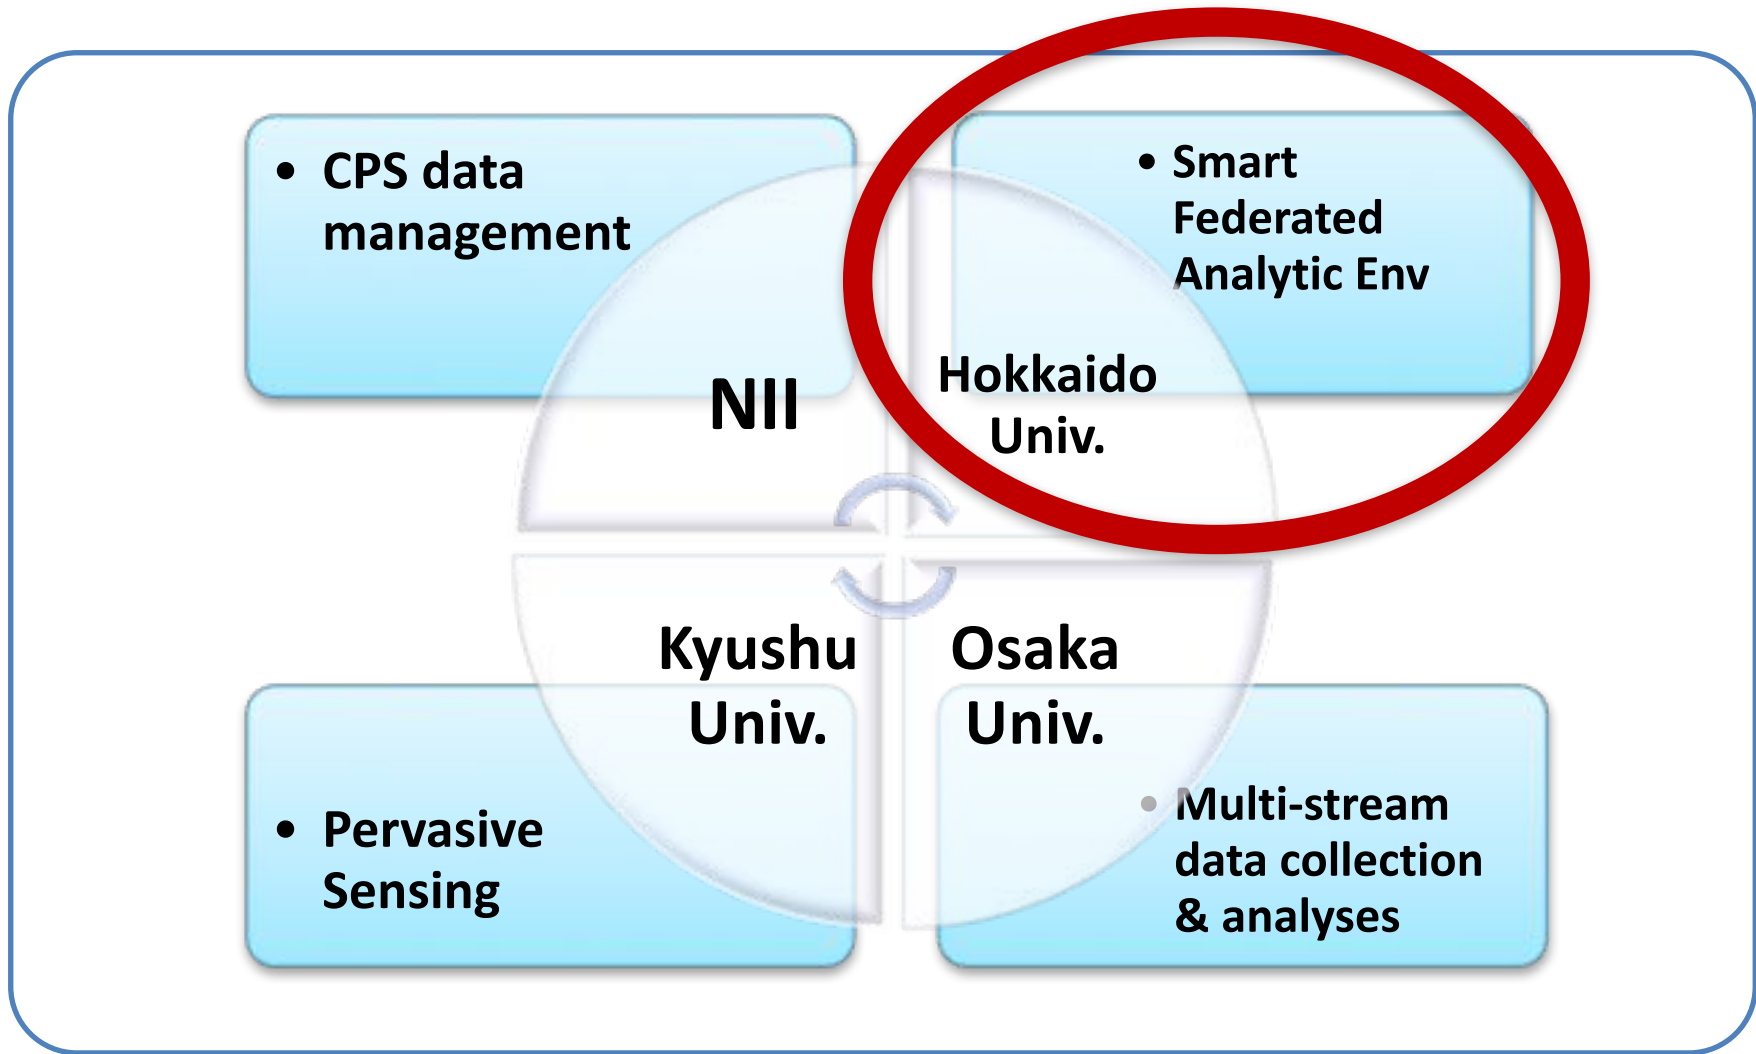 • CPS data
management
NII
• Smart
Federated
Analytic Env
Hokkaido
Univ.
Kyushu
Univ.
• Pervasive
Sensing
Osaka
Univ.
• Multi-stream
data collection
& analyses